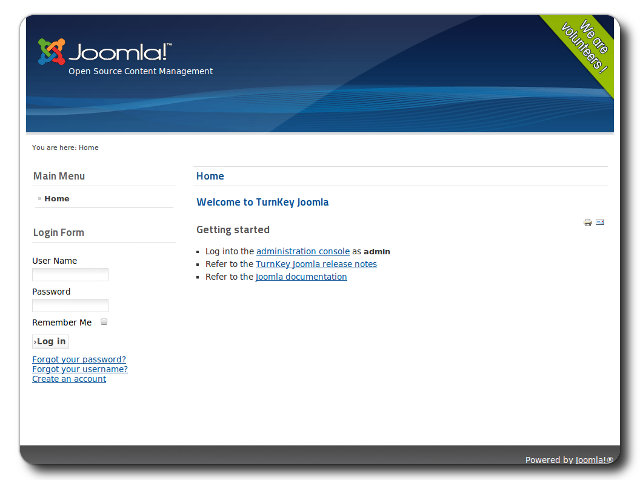 Joomla!™
Open Source Content Management
We are
volunteers !
You are here: Home
Main Menu
Home
Login Form
User Name
Password
Remember Me
Log in
Forgot your password?
Forgot your username?
Create an account
Home
Welcome to TurnKey Joomla
Getting started
Log into the administration console as admin
Refer to the TurnKey Joomla release notes
Refer to the Joomla documentation
Powered by Joomla!®